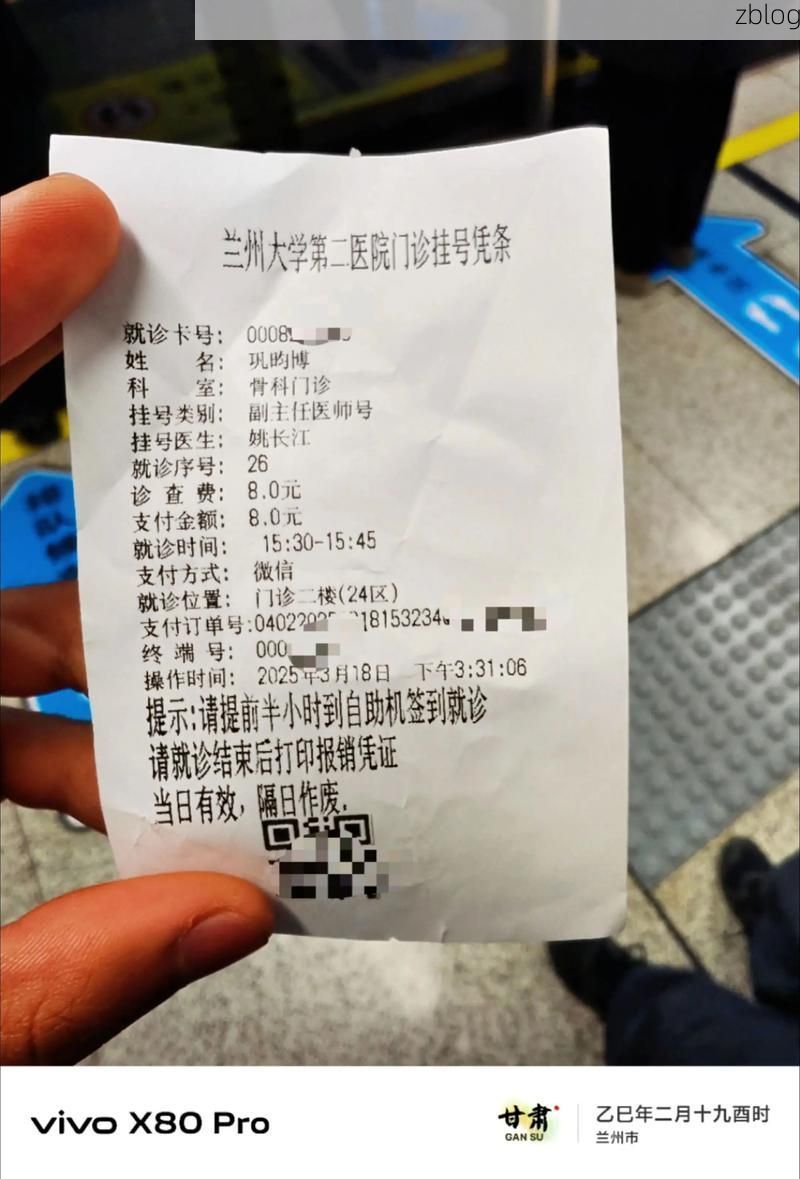 zblog
兰州大学第二医院门诊挂号凭条
就诊卡号： 0008
姓 名： 巩昀博
科 室： 骨科门诊
挂号类别： 副主任医师号
挂号医生： 姚长江
就诊序号： 26
诊 查 费： 8.0元
支付金额： 8.0元
就诊时间： 15:30-15:45
支付方式： 微信
就诊位置： 门诊二楼(24区)
支付订单号:
终 端 号： 000
操作时间： 2025年3月18日 下午3:31:06
提示:请提前半小时到自助机签到就诊
请就诊结束后打印报销凭证
当日有效，隔日作废.
vivo X80 Pro
甘肃
GAN SU
乙巳年二月十九酉时
兰州市